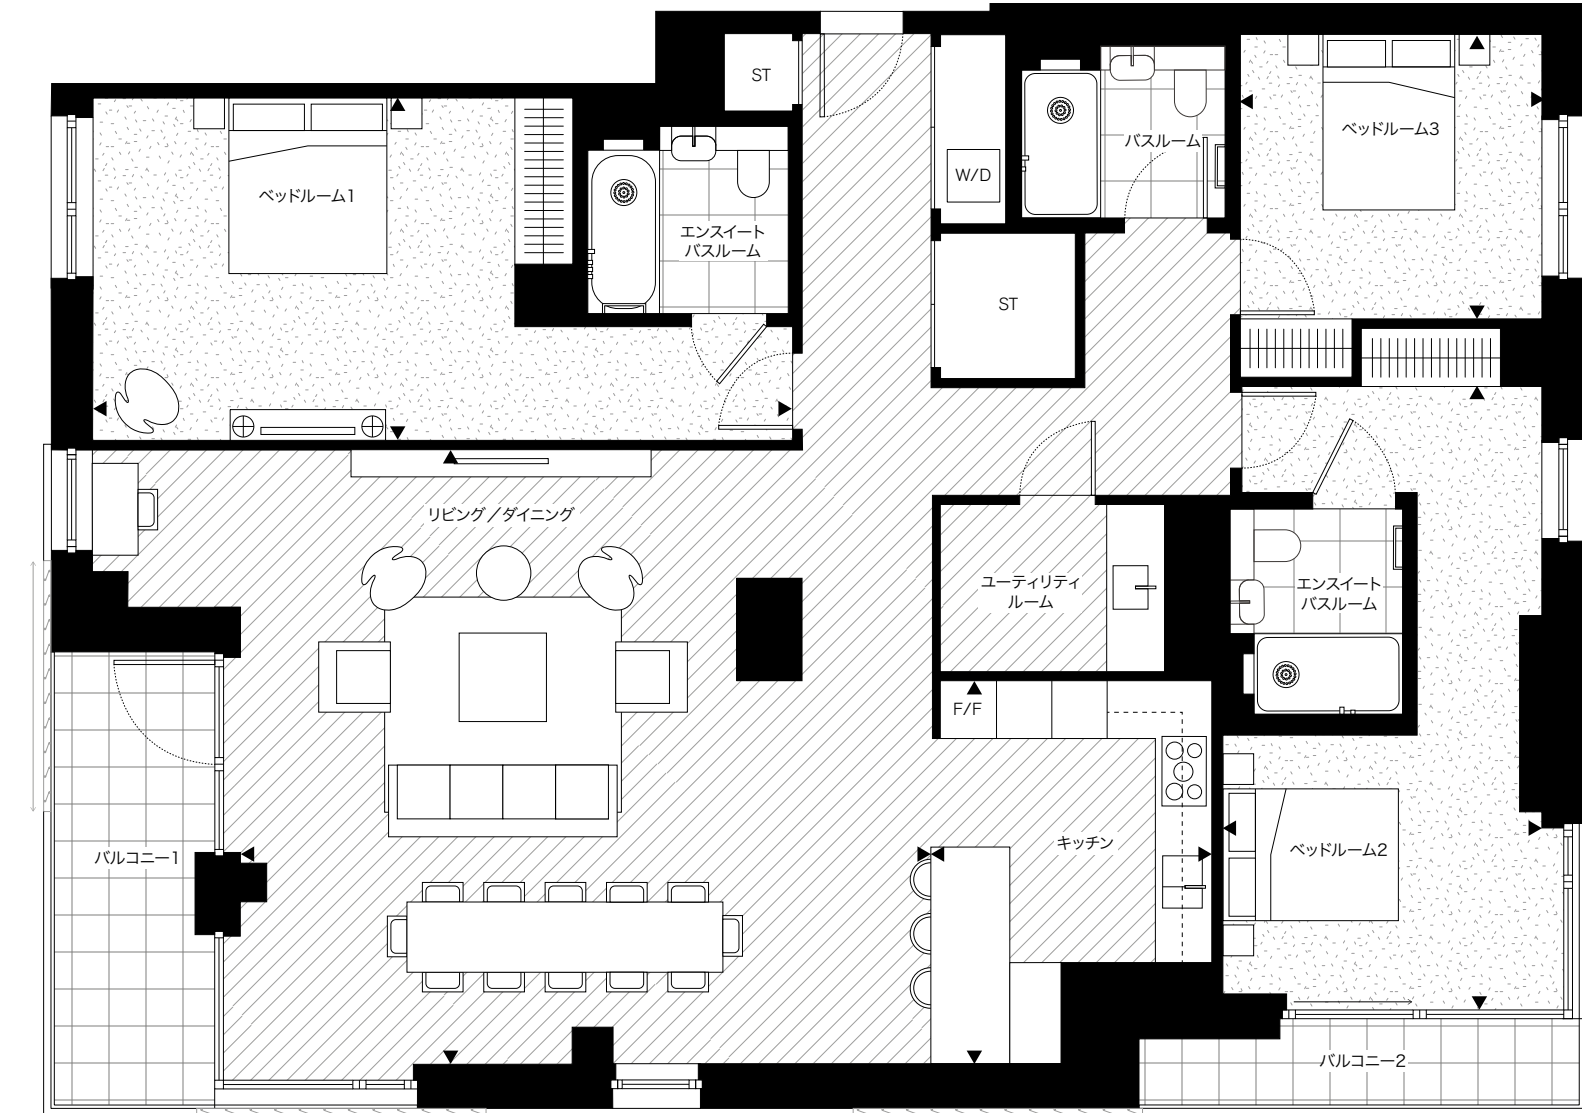 ST
ベッドルーム3
バスルーム
W/D
ベッドルーム1
エンスイート
バスルーム
ST
リビング／ダイニング
ユーティリティ
ルーム
エンスイート
バスルーム
F/F
キッチン
ベッドルーム2
バルコニー1
バルコニー2